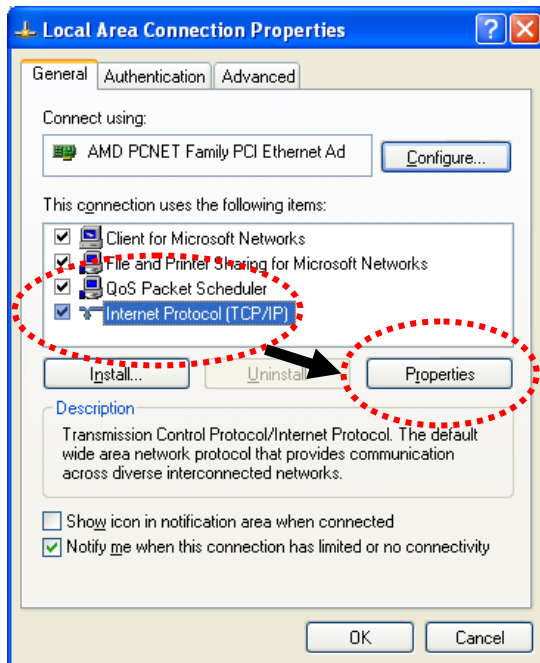 Local Area Connection Properties
General Authentication Advanced
Connect using:
AMD PCNET Family PCI Ethernet Ad
Configure...
This connection uses the following items:
Client for Microsoft Networks
File and Printer Sharing for Microsoft Networks
QoS Packet Scheduler
Internet Protocol (TCP/IP)
Install... Uninstall Properties
Description
Transmission Control Protocol/Internet Protocol. The default
wide area network protocol that provides communication
across diverse interconnected networks.
Show icon in notification area when connected
Notify me when this connection has limited or no connectivity
OK Cancel